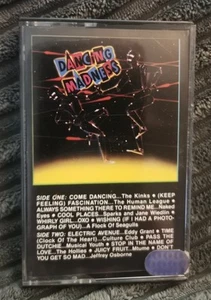 DANCING
MADNESS
SIDE ONE: COME DANCING...The Kinks • (KEEP
FEELING) FASCINATION...The Human League •
ALWAYS SOMETHING THERE TO REMIND ME..Naked
Eyes • COOL PLACES...Sparks and Jane Wiedlin •
WHIRLY GIRL...OXO • WISHING (IF I HAD A PHOTO-
GRAPH OF YOU)...A Flock Of Seagulls
SIDE TWO: ELECTRIC AVENUE...Eddy Grant • TIME
(Clock Of The Heart)...Culture Club • PASS THE
DUTCHIE...Musical Youth • STOP IN THE NAME OF
LOVE...The Hollies • JUICY FRUIT...Mtume • DON'T
YOU GET SO MAD...Jeffrey Osborne